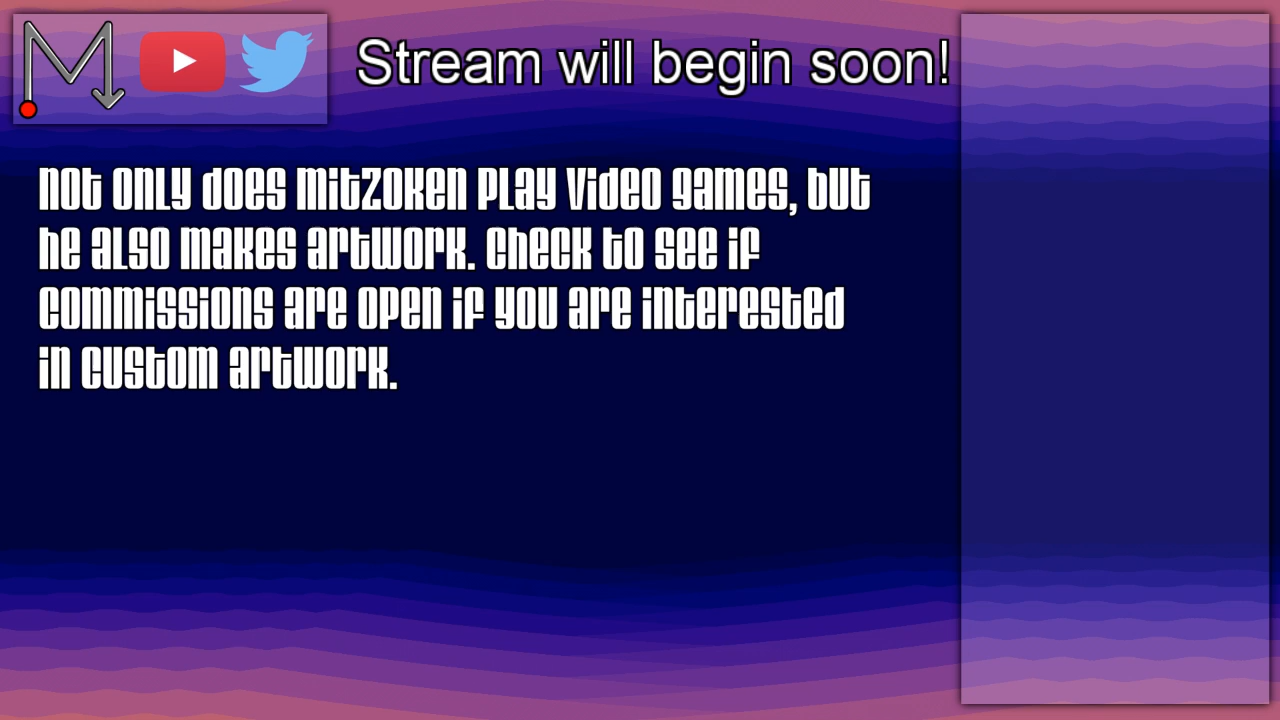 Stream will begin soon!
Not only does Mitzoken play video games, but
he also makes artwork. Check to see if
commissions are open if you are interested
in custom artwork.